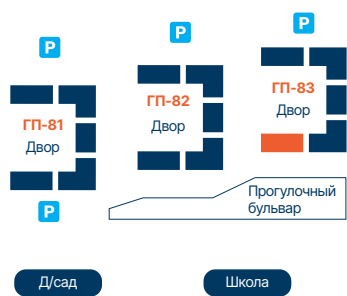 P
P
P
ГП-81
Двор
ГП-82
Двор
ГП-83
Двор
P
Прогулочный
бульвар
Д/сад
Школа